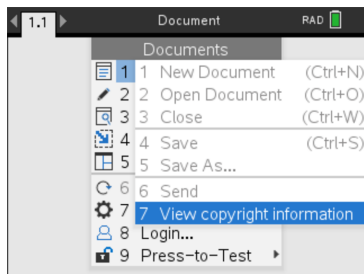 1.1 Document RAD
Documents
1 1 New Document (Ctrl+N)
2 2 Open Document (Ctrl+O)
3 3 Close (Ctrl+W)
4 4 Save (Ctrl+S)
5 5 Save As...
6 6 Send
7 7 View copyright information
8 Login...
9 Press-to-Test